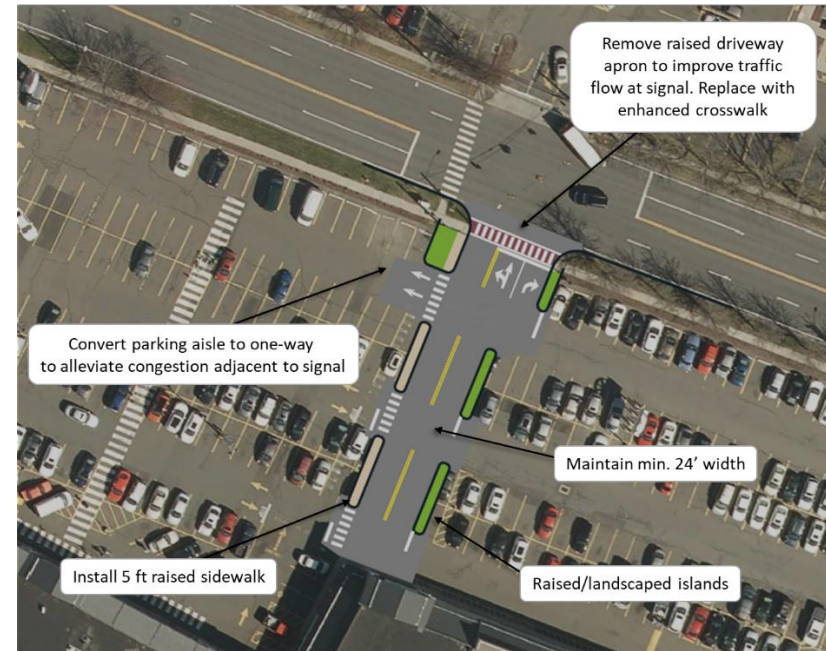 Remove raised driveway
apron to improve traffic
flow at signal. Replace with
enhanced crosswalk
Convert parking aisle to one-way
to alleviate congestion adjacent to signal
Maintain min. 24’ width
Install 5 ft raised sidewalk
Raised/landscaped islands